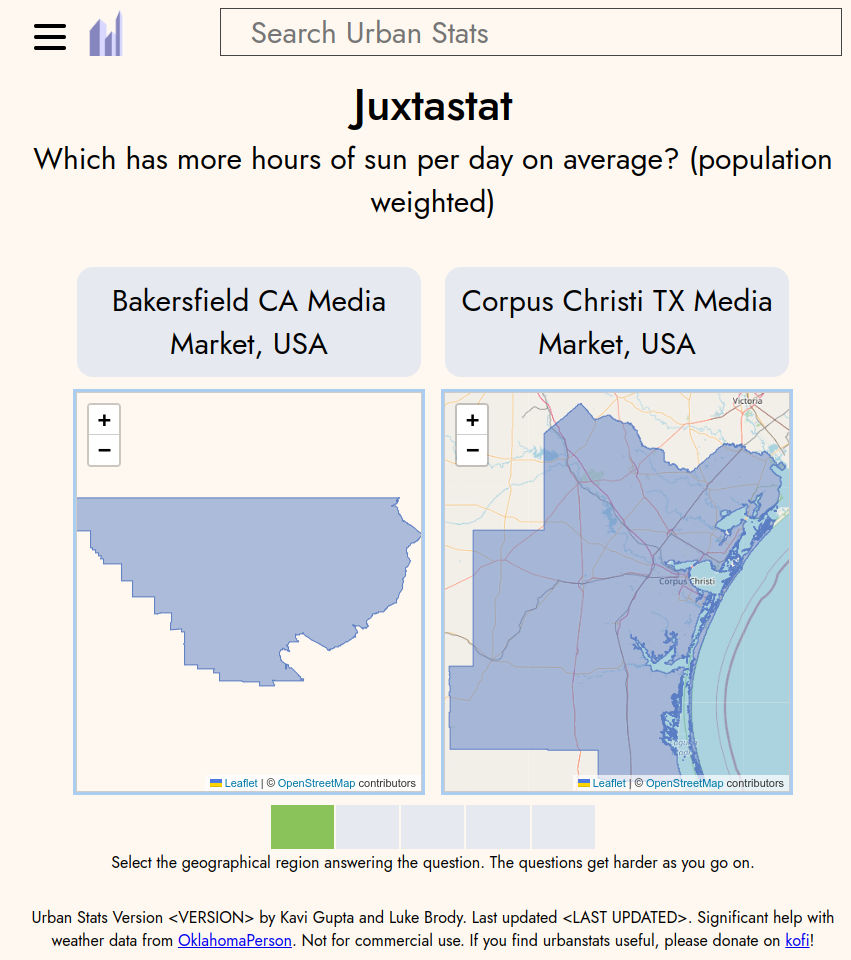 Search Urban Stats
Juxtastat
Which has more hours of sun per day on average? (population
weighted)
Bakersfield CA Media
Market, USA
Corpus Christi TX Media
Market, USA
+
−
Leaflet | © OpenStreetMap contributors
+
−
Victoria
Corpus Christi
Leaflet | © OpenStreetMap contributors
Select the geographical region answering the question. The questions get harder as you go on.
Urban Stats Version <VERSION> by Kavi Gupta and Luke Brody. Last updated <LAST UPDATED>. Significant help with
weather data from OklahomaPerson. Not for commercial use. If you find urbanstats useful, please donate on kofi!